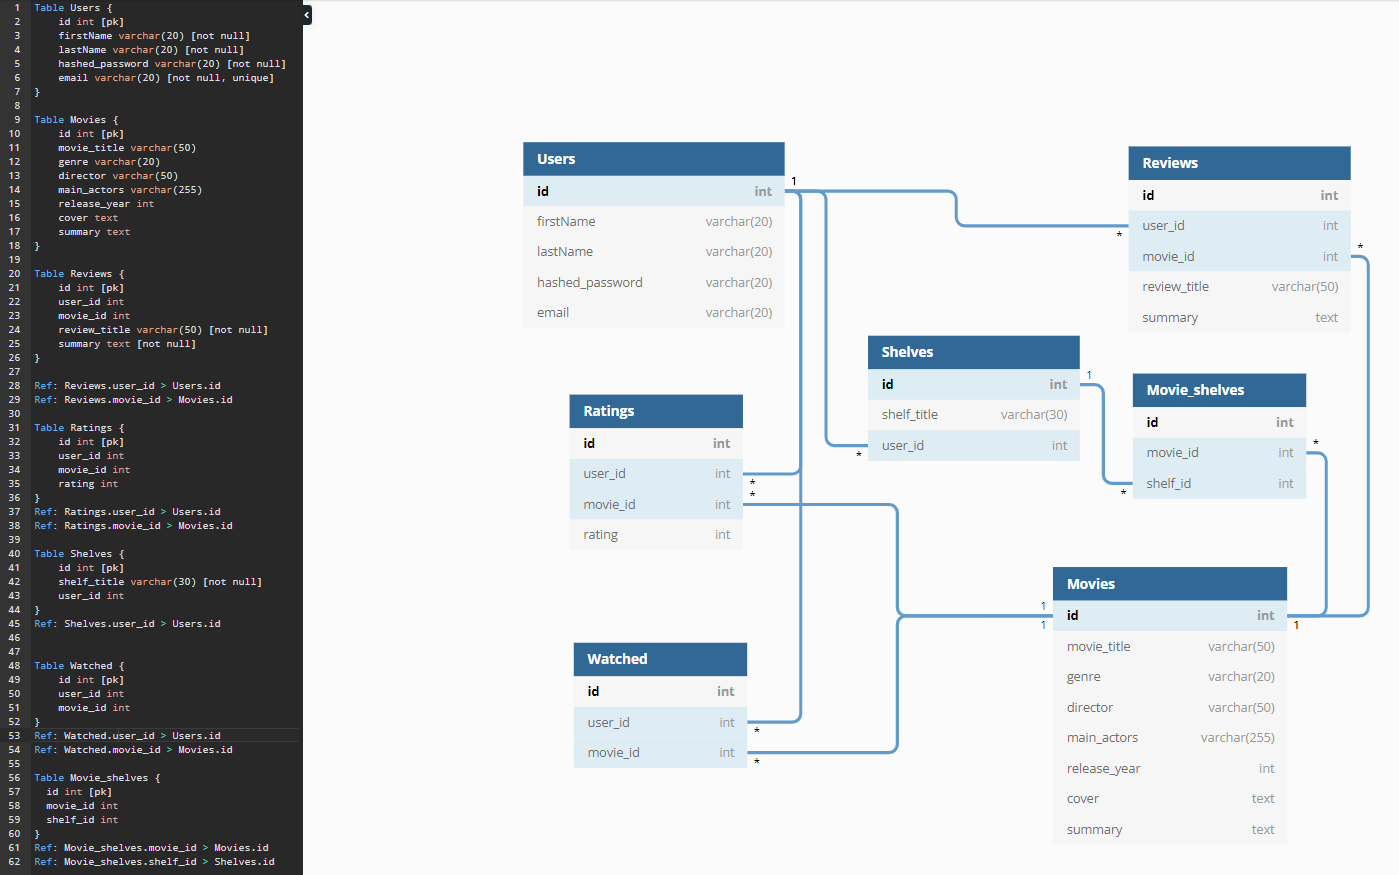 1 Table Users {
2 id int [pk]
3 firstName varchar(20) [not null]
4 lastName varchar(20) [not null]
5 hashed_password varchar(20) [not null]
6 email varchar(20) [not null, unique]
7 }
8
9 Table Movies {
10 id int [pk]
11 movie_title varchar(50)
12 genre varchar(20)
13 director varchar(50)
14 main_actors varchar(255)
15 release_year int
16 cover text
17 summary text
18 }
19
20 Table Reviews {
21 id int [pk]
22 user_id int
23 movie_id int
24 review_title varchar(50) [not null]
25 summary text [not null]
26 }
27
28 Ref: Reviews.user_id > Users.id
29 Ref: Reviews.movie_id > Movies.id
30
31 Table Ratings {
32 id int [pk]
33 user_id int
34 movie_id int
35 rating int
36 }
37 Ref: Ratings.user_id > Users.id
38 Ref: Ratings.movie_id > Movies.id
39
40 Table Shelves {
41 id int [pk]
42 shelf_title varchar(30) [not null]
43 user_id int
44 }
45 Ref: Shelves.user_id > Users.id
46
47
48 Table Watched {
49 id int [pk]
50 user_id int
51 movie_id int
52 }
53 Ref: Watched.user_id > Users.id
54 Ref: Watched.movie_id > Movies.id
55
56 Table Movie_shelves {
57 id int [pk]
58 movie_id int
59 shelf_id int
60 }
61 Ref: Movie_shelves.movie_id > Movies.id
62 Ref: Movie_shelves.shelf_id > Shelves.id
Users
id int
firstName varchar(20)
lastName varchar(20)
hashed_password varchar(20)
email varchar(20)
1
Reviews
id int
* user_id int
movie_id int *
review_title varchar(50)
summary text
Shelves
id int 1
shelf_title varchar(30)
* user_id int
Movie_shelves
id int
movie_id int *
* shelf_id int
Ratings
id int
user_id int *
movie_id int *
rating int
Watched
id int
user_id int *
movie_id int *
Movies
1
1
id int 1
movie_title varchar(50)
genre varchar(20)
director varchar(50)
main_actors varchar(255)
release_year int
cover text
summary text